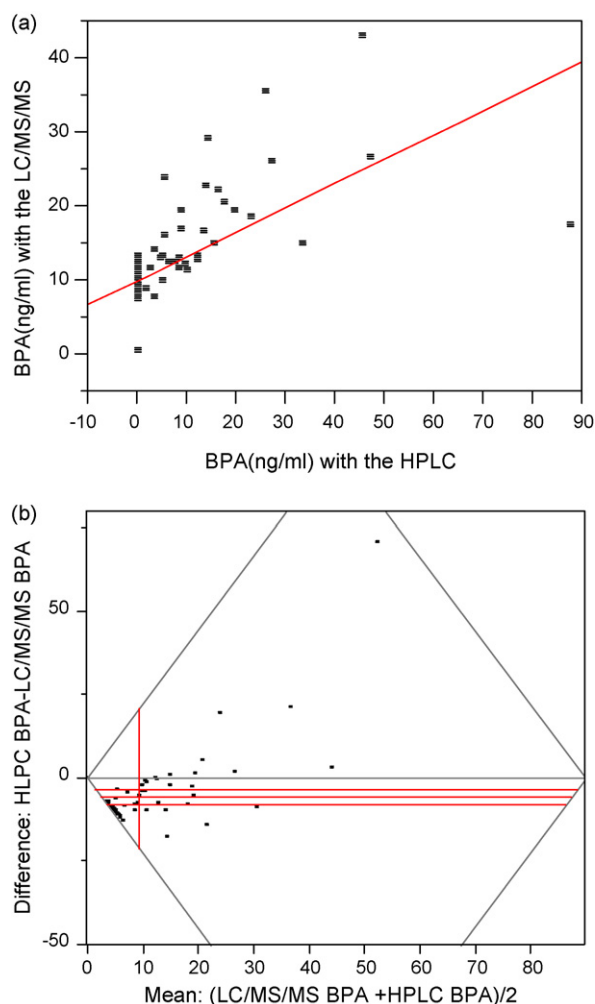 (a)
BPA(ng/ml) with the LC/MS/MS
40
30
20
10
0
-10 0 10 20 30 40 50 60 70 80 90
BPA(ng/ml) with the HPLC
(b)
Difference: HLPC BPA-LC/MS/MS BPA
50
0
-50
0 10 20 30 40 50 60 70 80
Mean: (LC/MS/MS BPA +HPLC BPA)/2